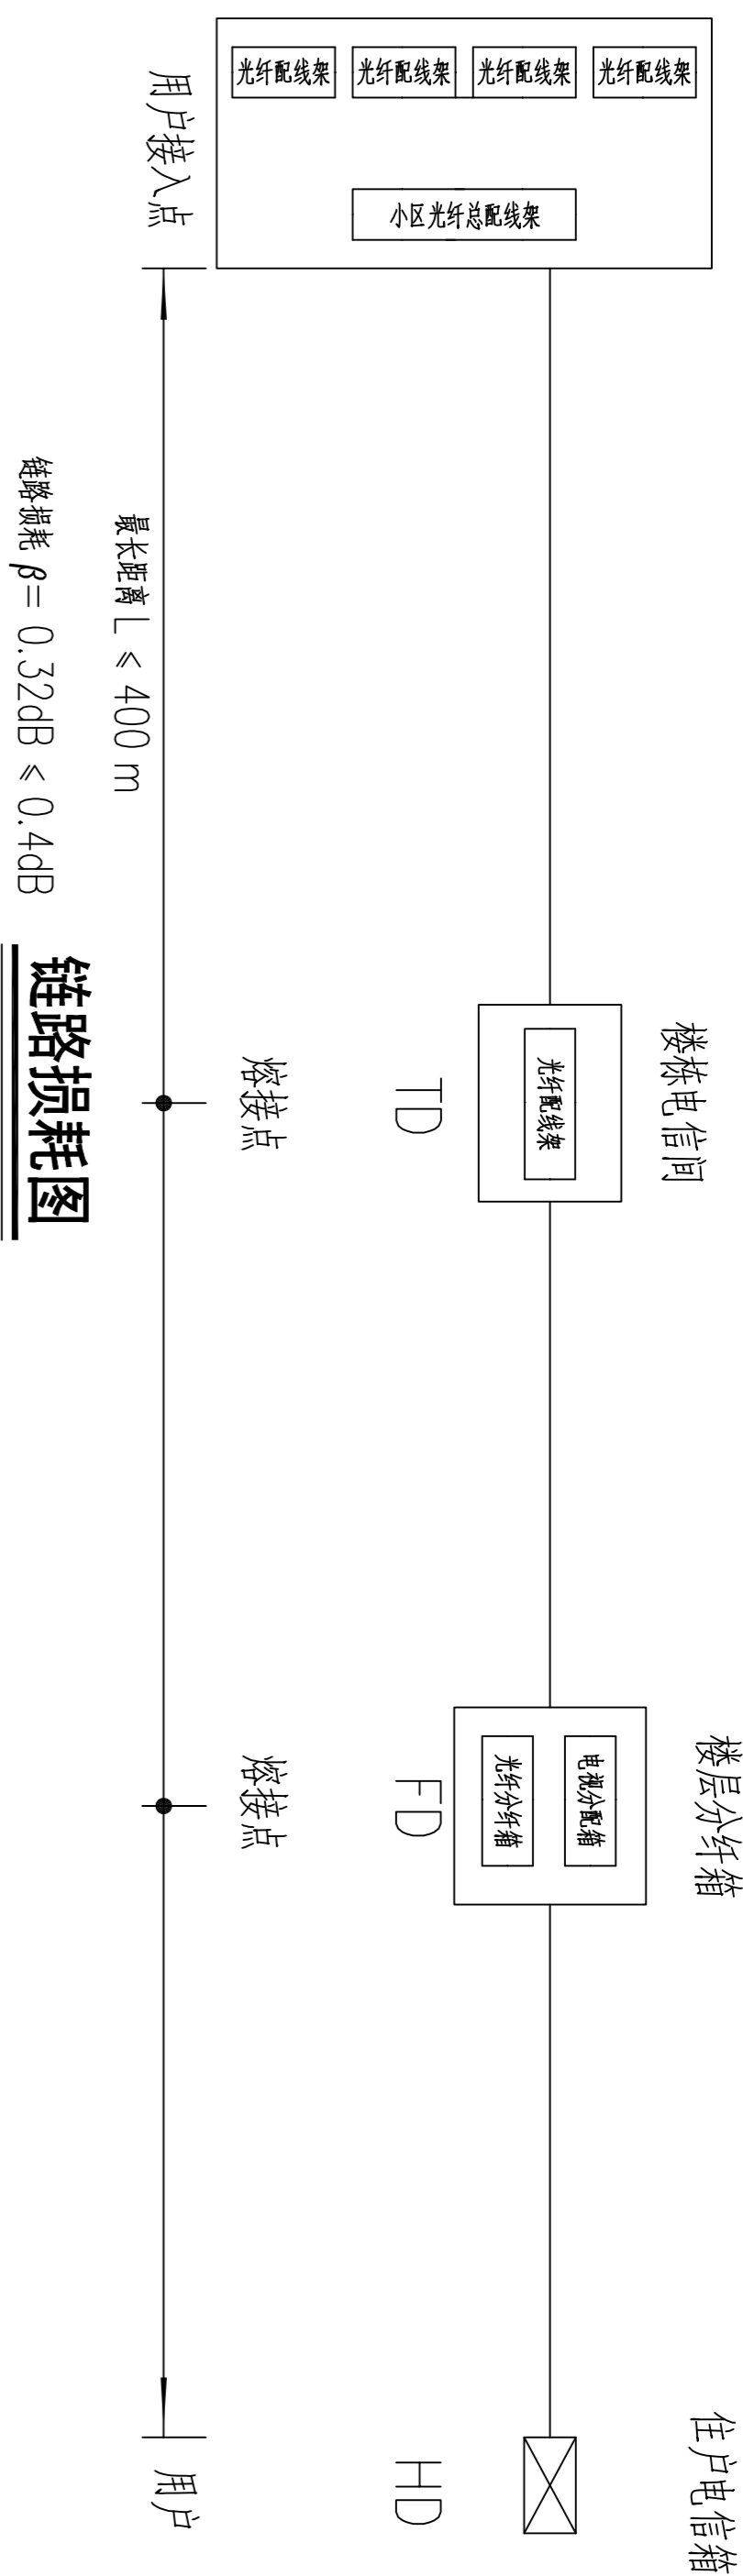 光纤配线架
光纤配线架
光纤配线架
光纤配线架
小区光纤总配线架
用户接入点
楼栋电信间
光纤配线架
TD
熔接点
楼层分纤箱
电视分配箱
光纤分纤箱
FD
熔接点
住户电信箱
HD
用户
最长距离 L ≤ 400 m
链路损耗 β = 0.32dB ≤ 0.4dB
链路损耗图